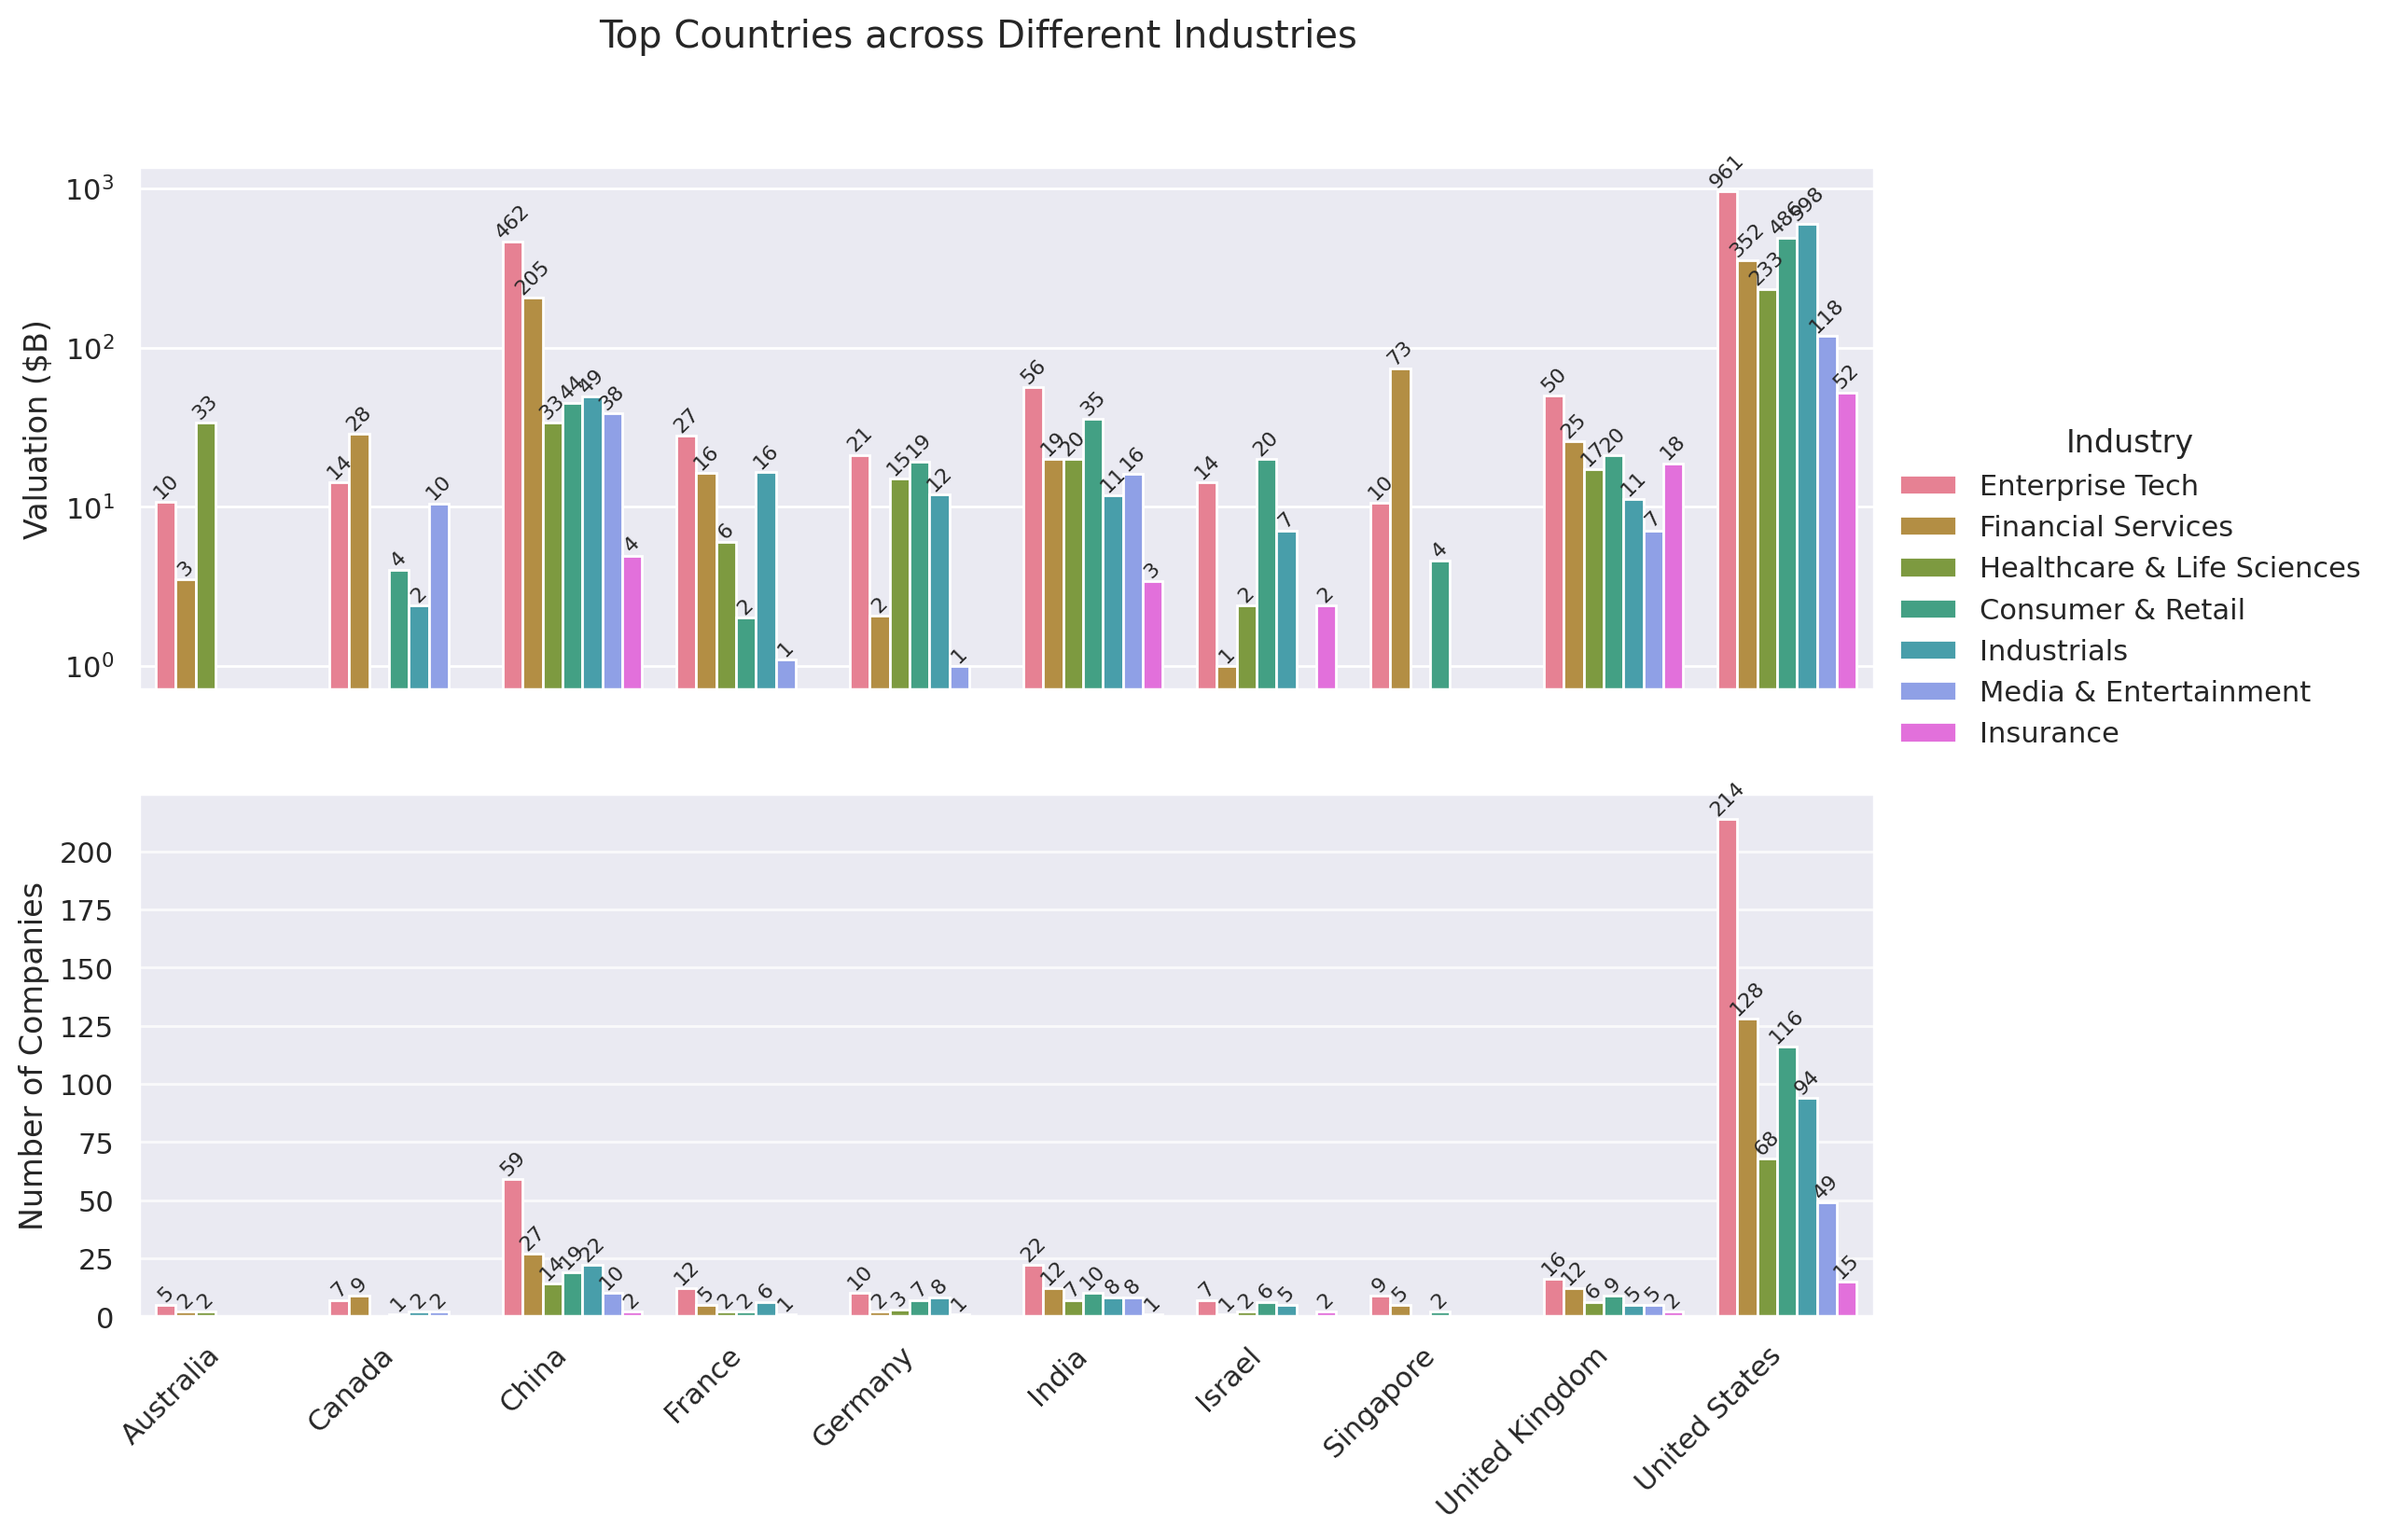 Top Countries across Different Industries
Valuation ($B)
10³
10²
10¹
10⁰
10 3 33
14 28 4 2 10
462 205 33 44 49 38 4
27 16 6 2 16 1
21 2 15 19 12 1
56 19 20 35 11 16 3
14 1 2 20 7 2
10 73 4
50 25 17 20 11 7 18
961 352 233 486 598 118 52
Industry
Enterprise Tech
Financial Services
Healthcare & Life Sciences
Consumer & Retail
Industrials
Media & Entertainment
Insurance
Number of Companies
200
175
150
125
100
75
50
25
0
5 2 2
7 9 1 2 2
59 27 14 19 22 10 2
12 5 2 2 6 1
10 2 3 7 8 1
22 12 7 10 8 8 1
7 1 2 6 5 2
9 5 2
16 12 6 9 5 5 2
214 128 68 116 94 49 15
Australia
Canada
China
France
Germany
India
Israel
Singapore
United Kingdom
United States